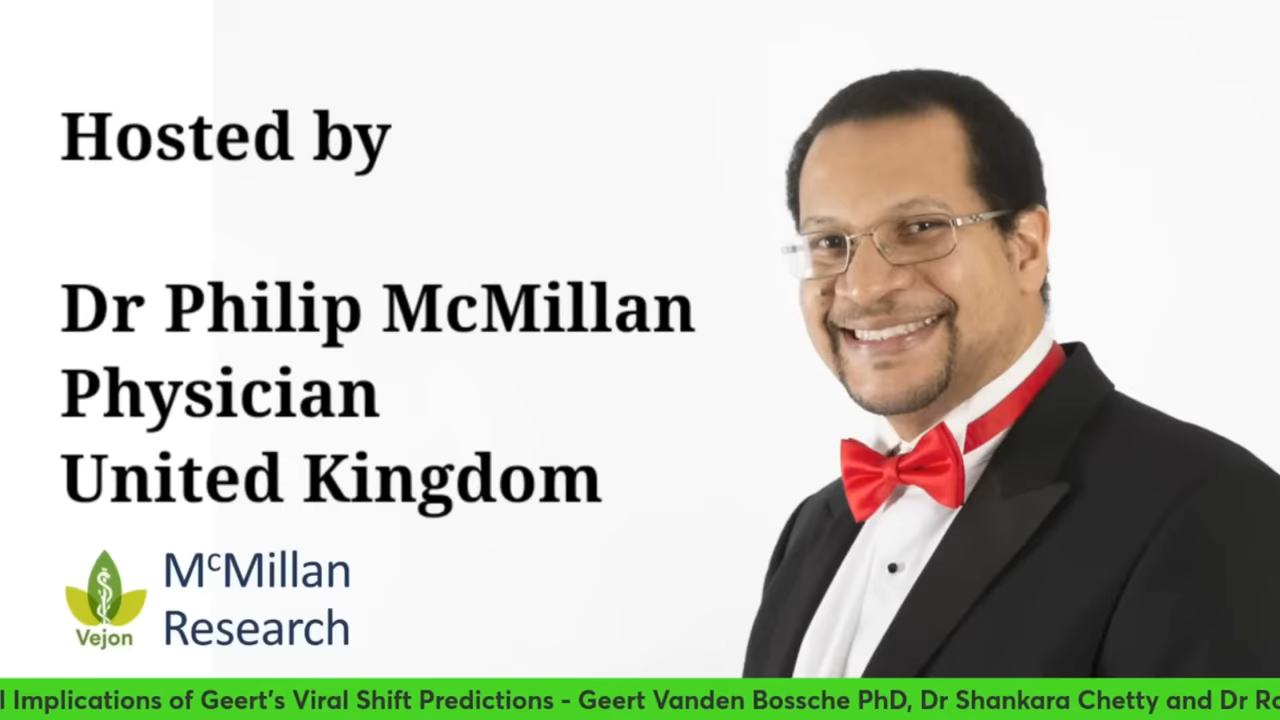 Hosted by
Dr Philip McMillan
Physician
United Kingdom
McMillan
Research
Vejon
Implications of Geert's Viral Shift Predictions - Geert Vanden Bossche PhD, Dr Shankara Chetty and Dr